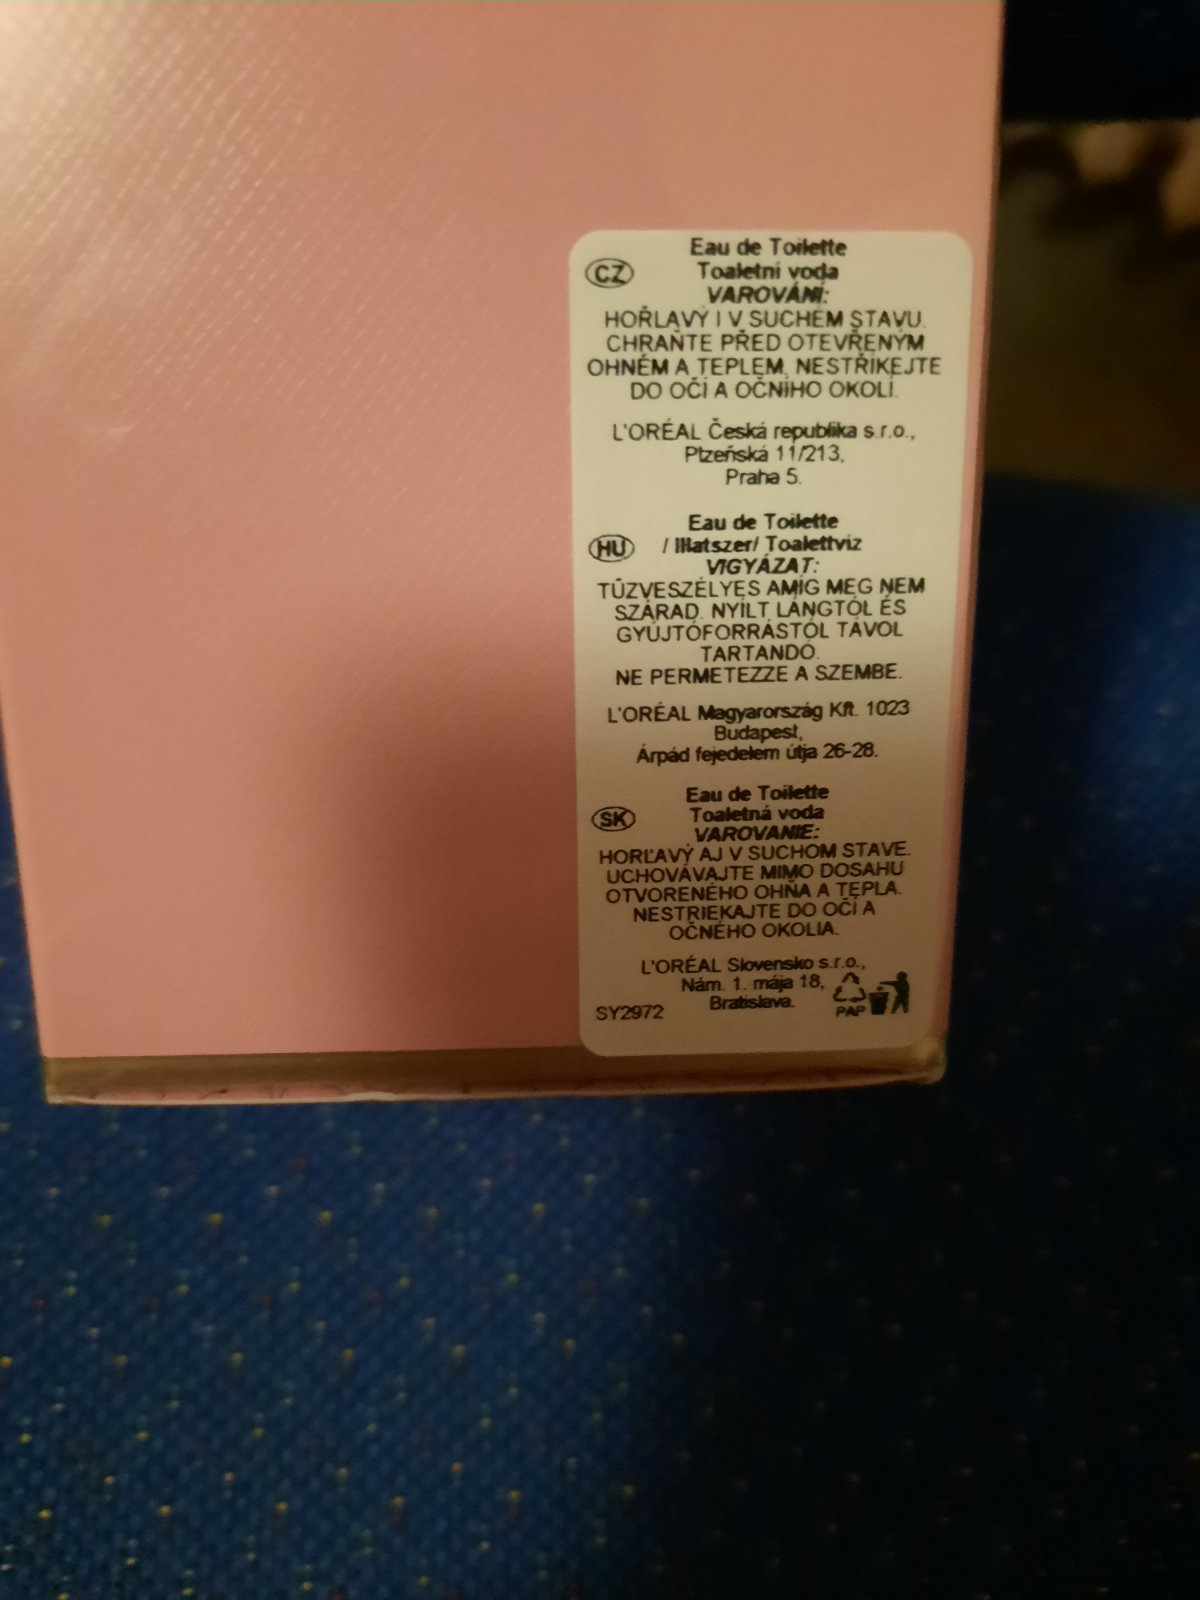 Eau de Toilette
CZ Toaletní voda
VAROVÁNÍ:
HOŘLAVÝ I V SUCHÉM STAVU.
CHRAŇTE PŘED OTEVŘENÝM
OHNÉM A TEPLEM. NESTŘÍKEJTE
DO OČÍ A OČNÍHO OKOLÍ.
L'ORÉAL Česká republika s.r.o.,
Plzeňská 11/213,
Praha 5.
Eau de Toilette
HU / Illatszer/ Toalettvíz
VIGYÁZAT:
TŰZVESZÉLYES AMÍG MEG NEM
SZÁRAD. NYÍLT LÁNGTÓL ÉS
GYÚJTÓFORRÁSTÓL TÁVOL
TARTANDÓ.
NE PERMETEZZE A SZEMBE.
L'ORÉAL Magyarország Kft. 1023
Budapest,
Árpád fejedelem útja 26-28.
Eau de Toilette
SK Toaletná voda
VAROVANIE:
HORĽAVÝ AJ V SUCHOM STAVE.
UCHOVÁVAJTE MIMO DOSAHU
OTVORENÉHO OHŇA A TEPLA.
NESTRIEKAJTE DO OČÍ A
OČNÉHO OKOLIA.
L'ORÉAL Slovensko s.r.o.,
Nám. 1. mája 18,
Bratislava.
SY2972
PAP